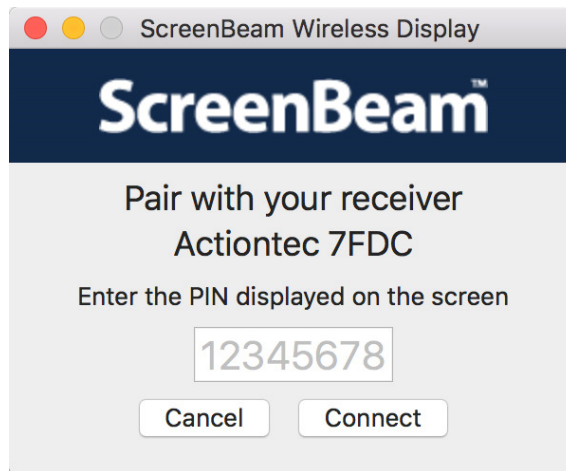 ScreenBeam Wireless Display
ScreenBeam™
Pair with your receiver
Actiontec 7FDC
Enter the PIN displayed on the screen
12345678
Cancel Connect